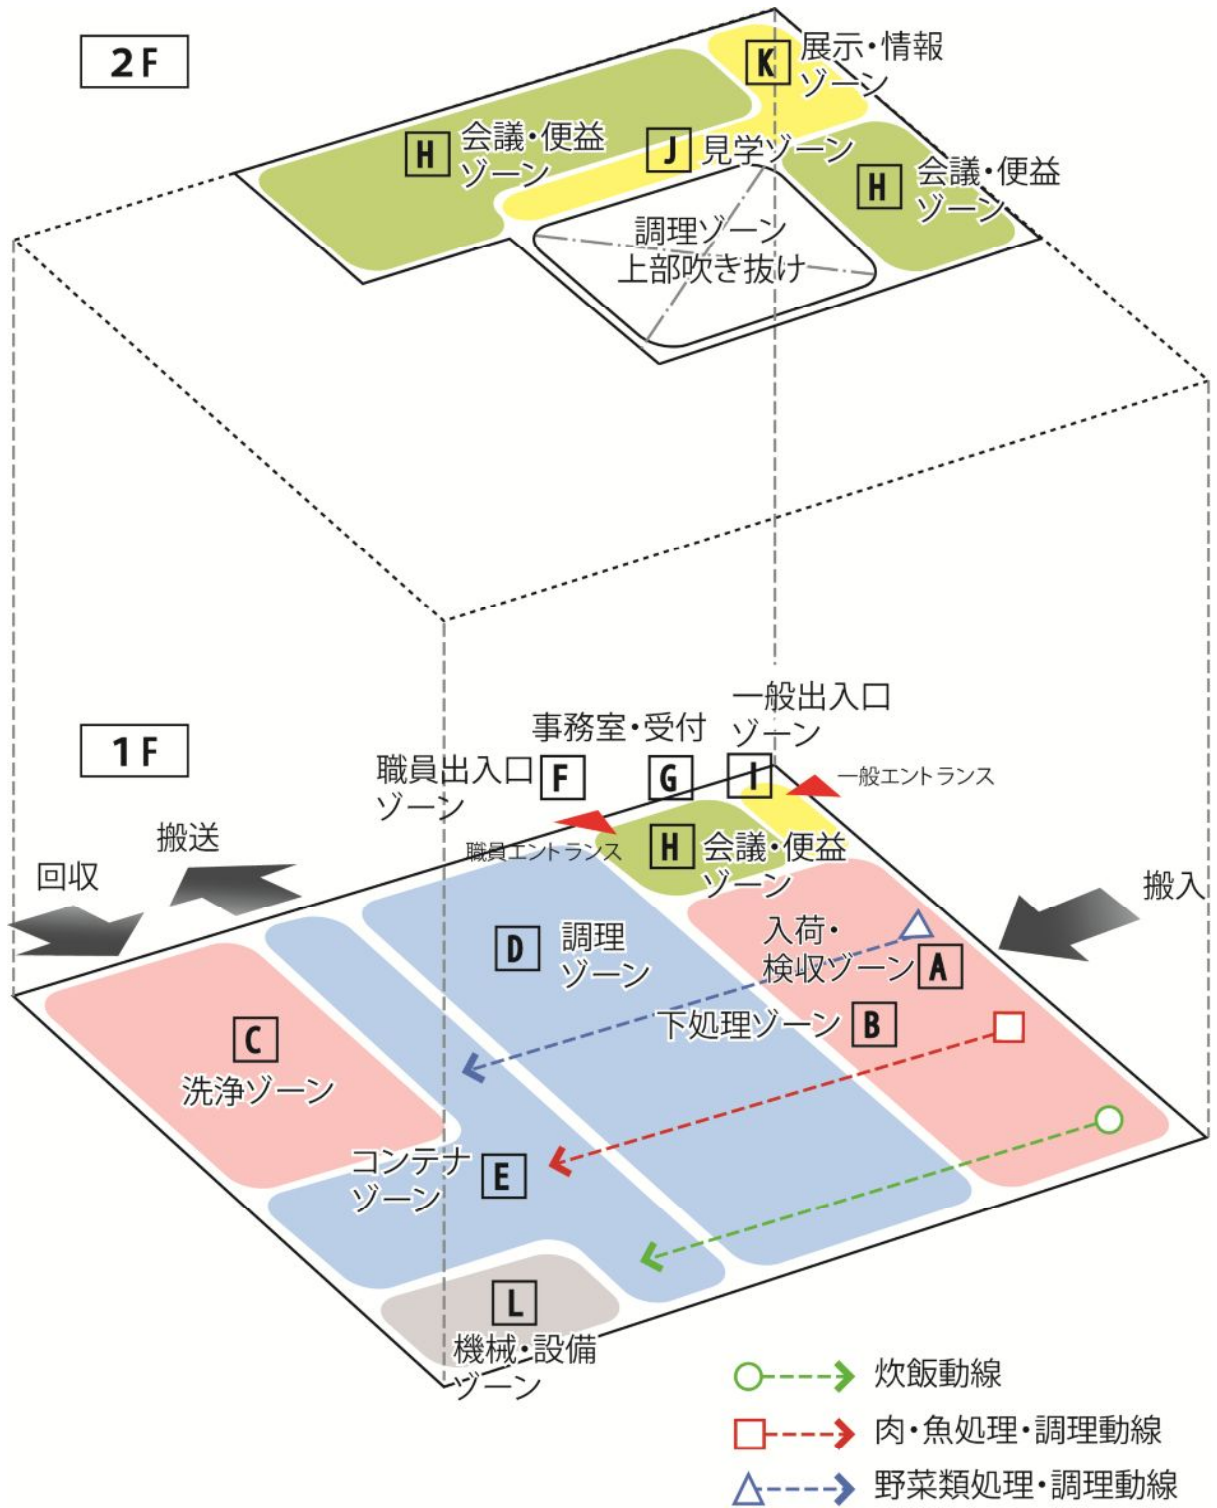 2F
K
展示・情報
ゾーン
H
会議・便益
ゾーン
J
見学ゾーン
H
会議・便益
ゾーン
調理ゾーン
上部吹き抜け
1F
一般出入口
ゾーン
事務室・受付
職員出入口
ゾーン
F
G
I
一般エントランス
職員エントランス
H
会議・便益
ゾーン
搬送
回収
搬入
D
調理
ゾーン
入荷・
検収ゾーン
A
下処理ゾーン
B
C
洗浄ゾーン
コンテナ
ゾーン
E
L
機械・設備
ゾーン
炊飯動線
肉・魚処理・調理動線
野菜類処理・調理動線